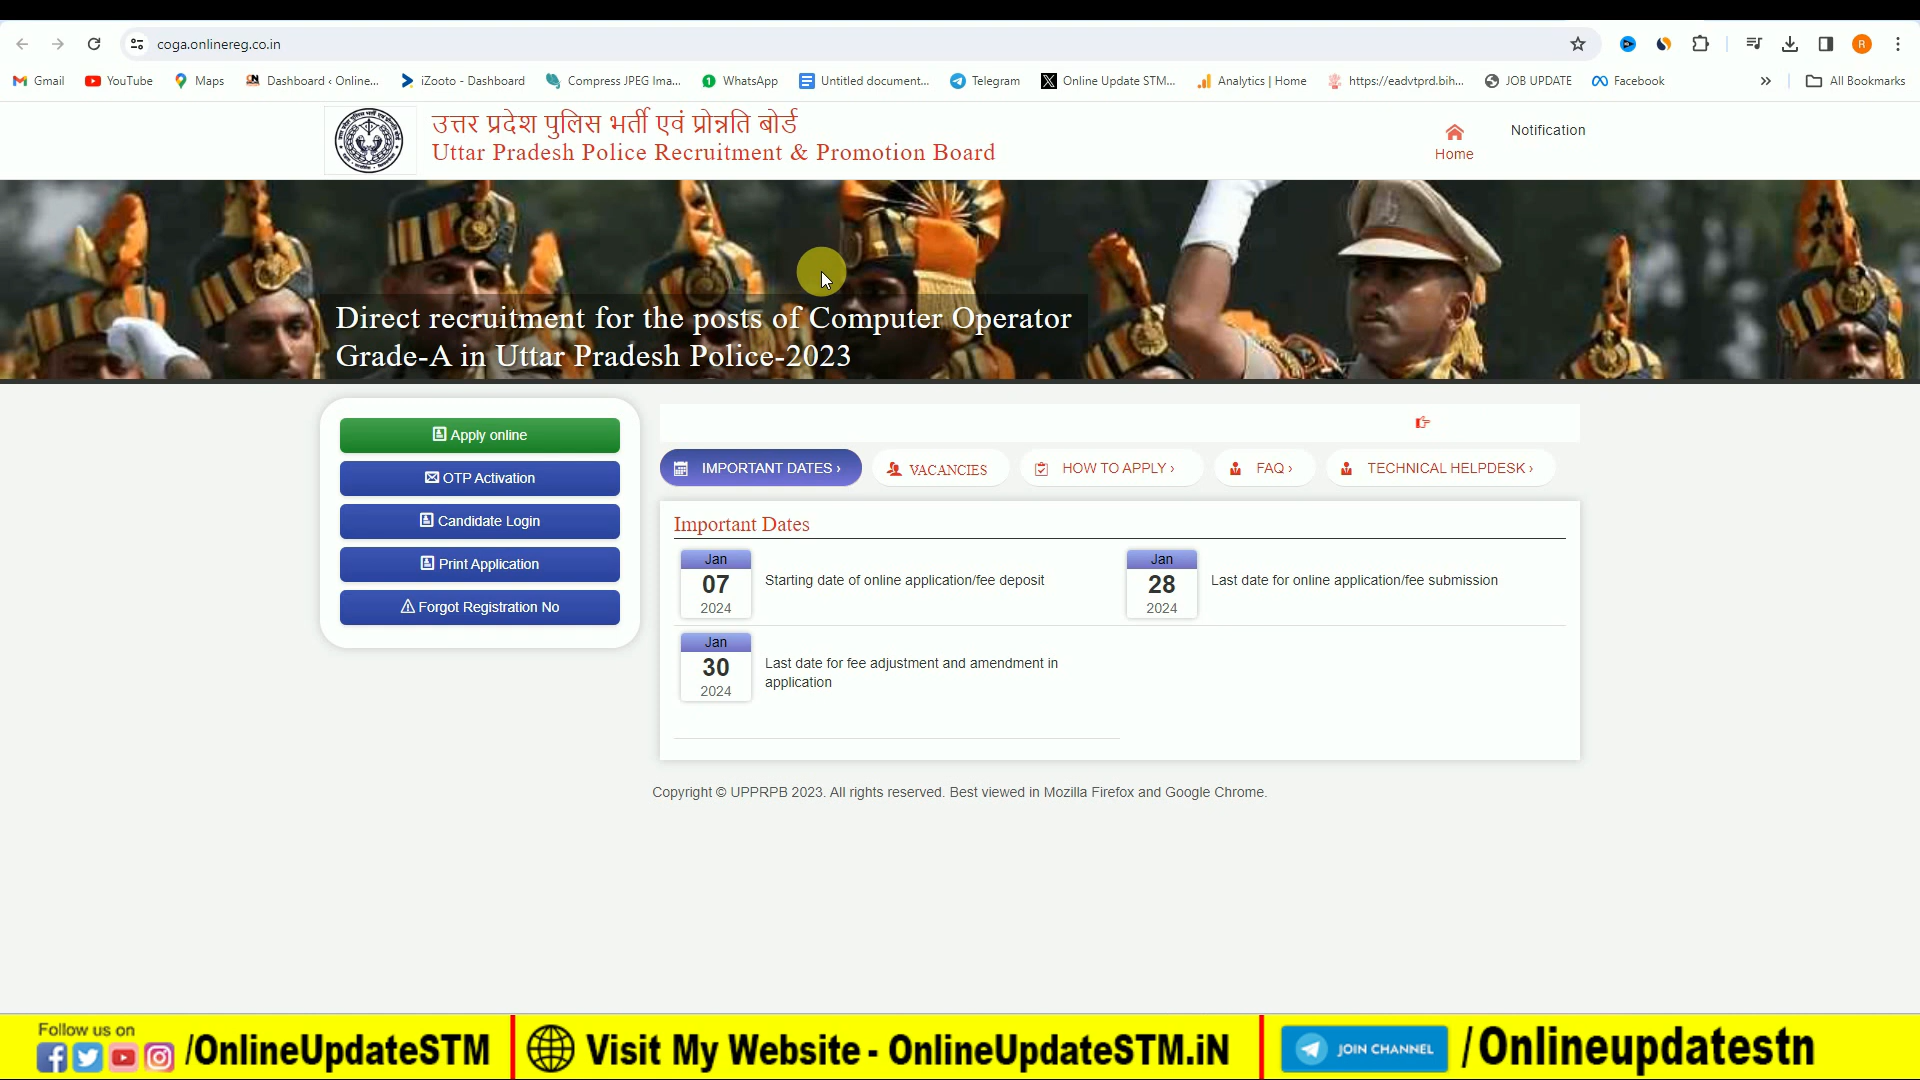 coga.onlinereg.co.in
R
Gmail YouTube Maps Dashboard ‹ Online... iZooto - Dashboard Compress JPEG Ima... WhatsApp Untitled document... Telegram Online Update STM... Analytics | Home https://eadvtprd.bih... JOB UPDATE Facebook » All Bookmarks
उत्तर प्रदेश पुलिस भर्ती एवं प्रोन्नति बोर्ड
Uttar Pradesh Police Recruitment & Promotion Board
Home
Notification
Direct recruitment for the posts of Computer Operator
Grade-A in Uttar Pradesh Police-2023
Apply online
OTP Activation
Candidate Login
Print Application
Forgot Registration No
IMPORTANT DATES › VACANCIES HOW TO APPLY › FAQ › TECHNICAL HELPDESK ›
Important Dates
Jan
07
2024
Starting date of online application/fee deposit
Jan
28
2024
Last date for online application/fee submission
Jan
30
2024
Last date for fee adjustment and amendment in
application
Copyright © UPPRPB 2023. All rights reserved. Best viewed in Mozilla Firefox and Google Chrome.
Follow us on
/OnlineUpdateSTM
Visit My Website - OnlineUpdateSTM.iN
JOIN CHANNEL
/Onlineupdatestn